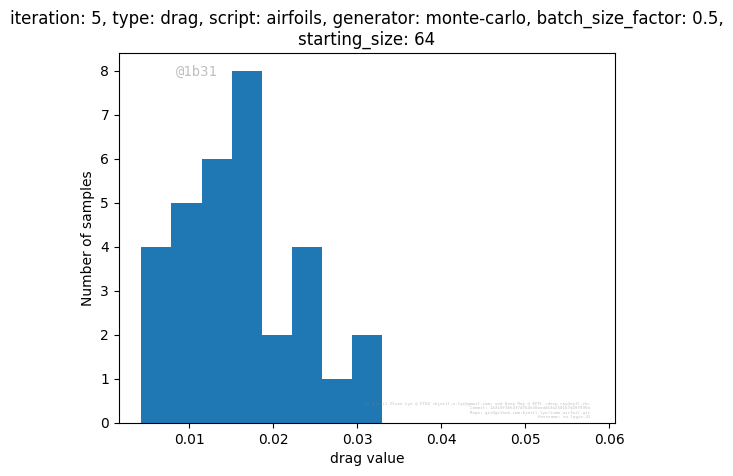 iteration: 5, type: drag, script: airfoils, generator: monte-carlo, batch_size_factor: 0.5,
starting_size: 64
@1b31
8
7
6
5
4
3
2
1
0
Number of samples
0.01 0.02 0.03 0.04 0.05 0.06
drag value